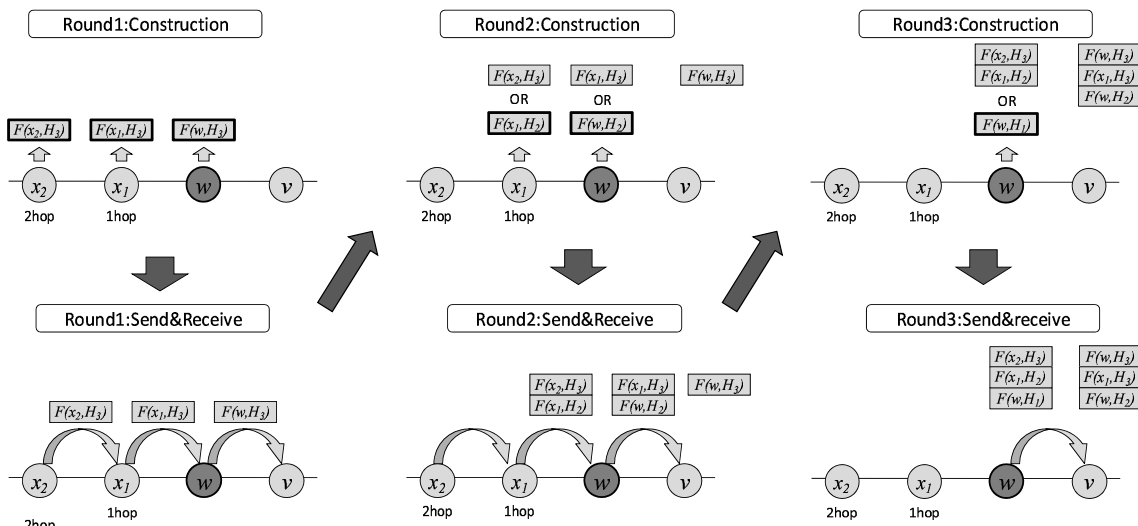 Round1:Construction
F(x2,H3) F(x1,H3) F(w,H3)
x2 x1 w v
2hop 1hop
Round1:Send&Receive
F(x2,H3) F(x1,H3) F(w,H3)
x2 x1 w v
2hop 1hop
Round2:Construction
F(x2,H3) F(x1,H3) F(w,H3)
OR OR
F(x1,H2) F(w,H2)
x2 x1 w v
2hop 1hop
Round2:Send&Receive
F(x2,H3) F(x1,H3) F(w,H3)
F(x1,H2) F(w,H2)
x2 x1 w v
2hop 1hop
Round3:Construction
F(x2,H3) F(w,H3)
F(x1,H2) F(x1,H3)
OR F(w,H2)
F(w,H1)
x2 x1 w v
2hop 1hop
Round3:Send&receive
F(x2,H3) F(w,H3)
F(x1,H2) F(x1,H3)
F(w,H1) F(w,H2)
x2 x1 w v
2hop 1hop